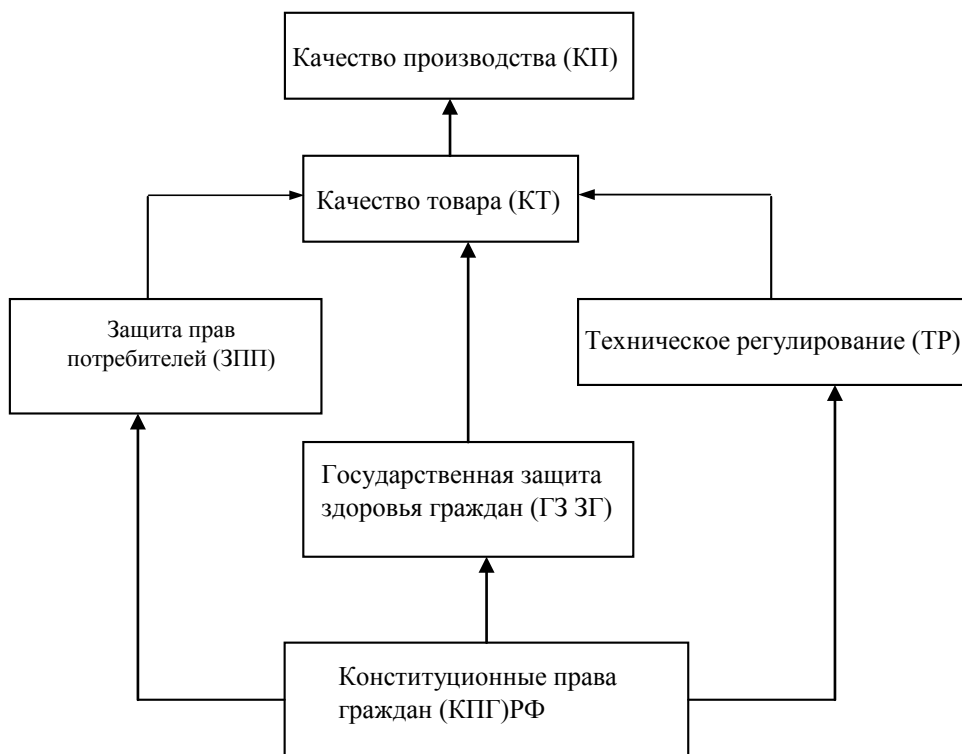 Качество производства (КП)
Качество товара (КТ)
Защита прав
потребителей (ЗПП)
Техническое регулирование (ТР)
Государственная защита
здоровья граждан (ГЗ ЗГ)
Конституционные права
граждан (КПГ)РФ